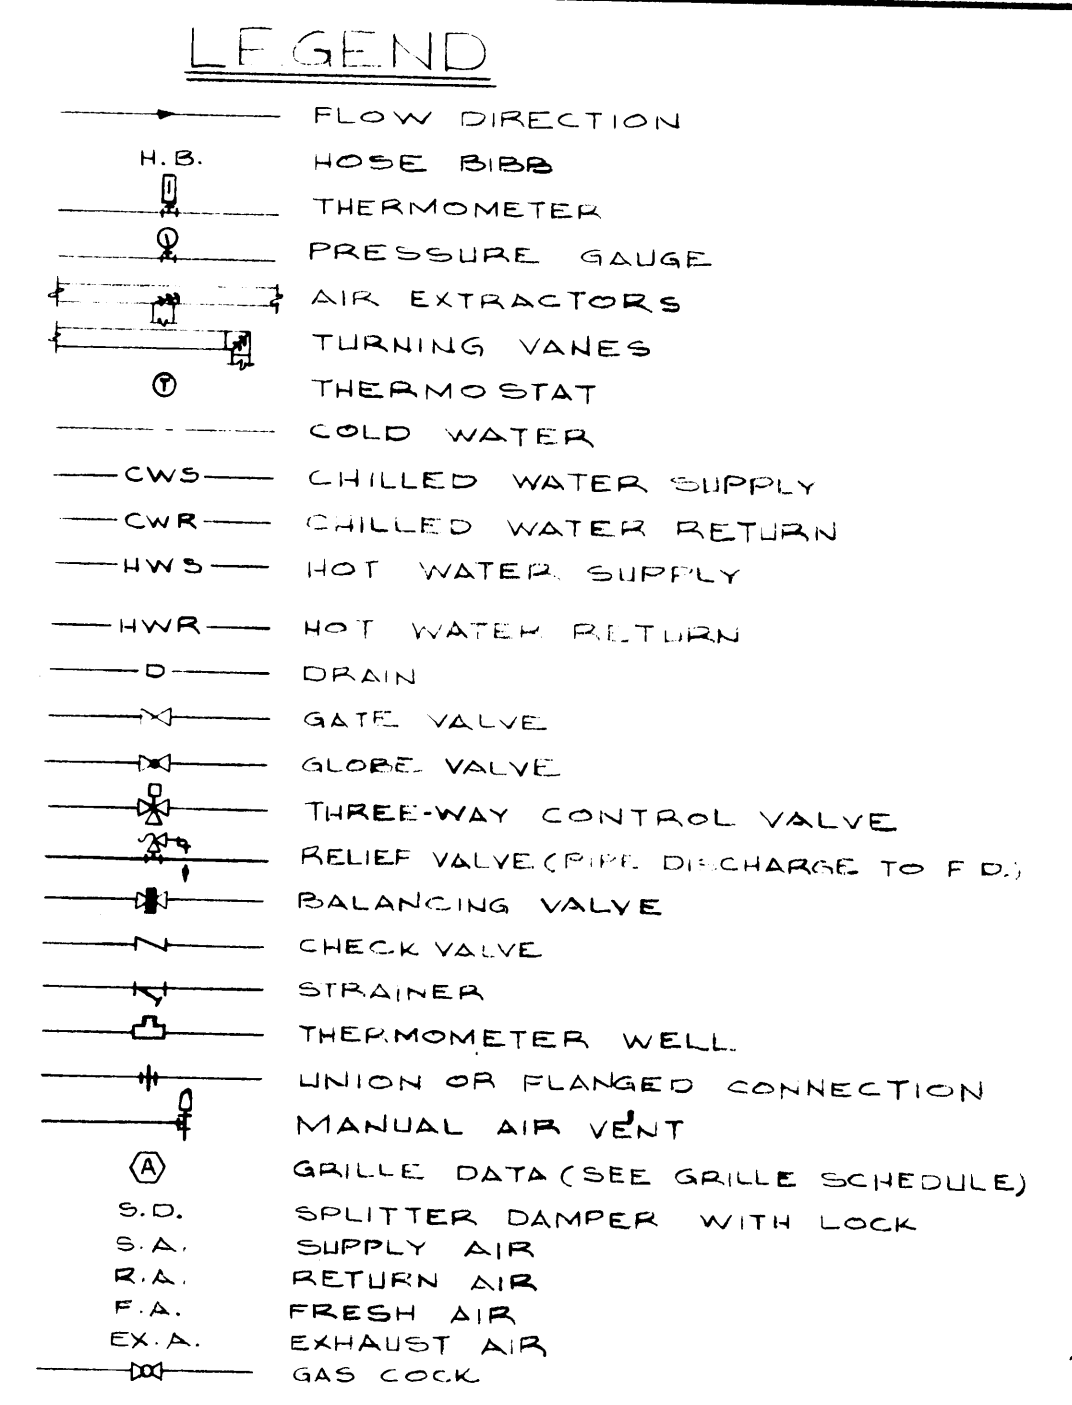 LEGEND
FLOW DIRECTION
H.B. HOSE BIBB
THERMOMETER
PRESSURE GAUGE
AIR EXTRACTORS
TURNING VANES
T THERMOSTAT
COLD WATER
CWS CHILLED WATER SUPPLY
CWR CHILLED WATER RETURN
HWS HOT WATER SUPPLY
HWR HOT WATER RETURN
D DRAIN
GATE VALVE
GLOBE VALVE
THREE-WAY CONTROL VALVE
RELIEF VALVE (PIPE DISCHARGE TO F.D.)
BALANCING VALVE
CHECK VALVE
STRAINER
THERMOMETER WELL
UNION OR FLANGED CONNECTION
MANUAL AIR VENT
A GRILLE DATA (SEE GRILLE SCHEDULE)
S.D. SPLITTER DAMPER WITH LOCK
S.A. SUPPLY AIR
R.A. RETURN AIR
F.A. FRESH AIR
EX.A. EXHAUST AIR
GAS COCK